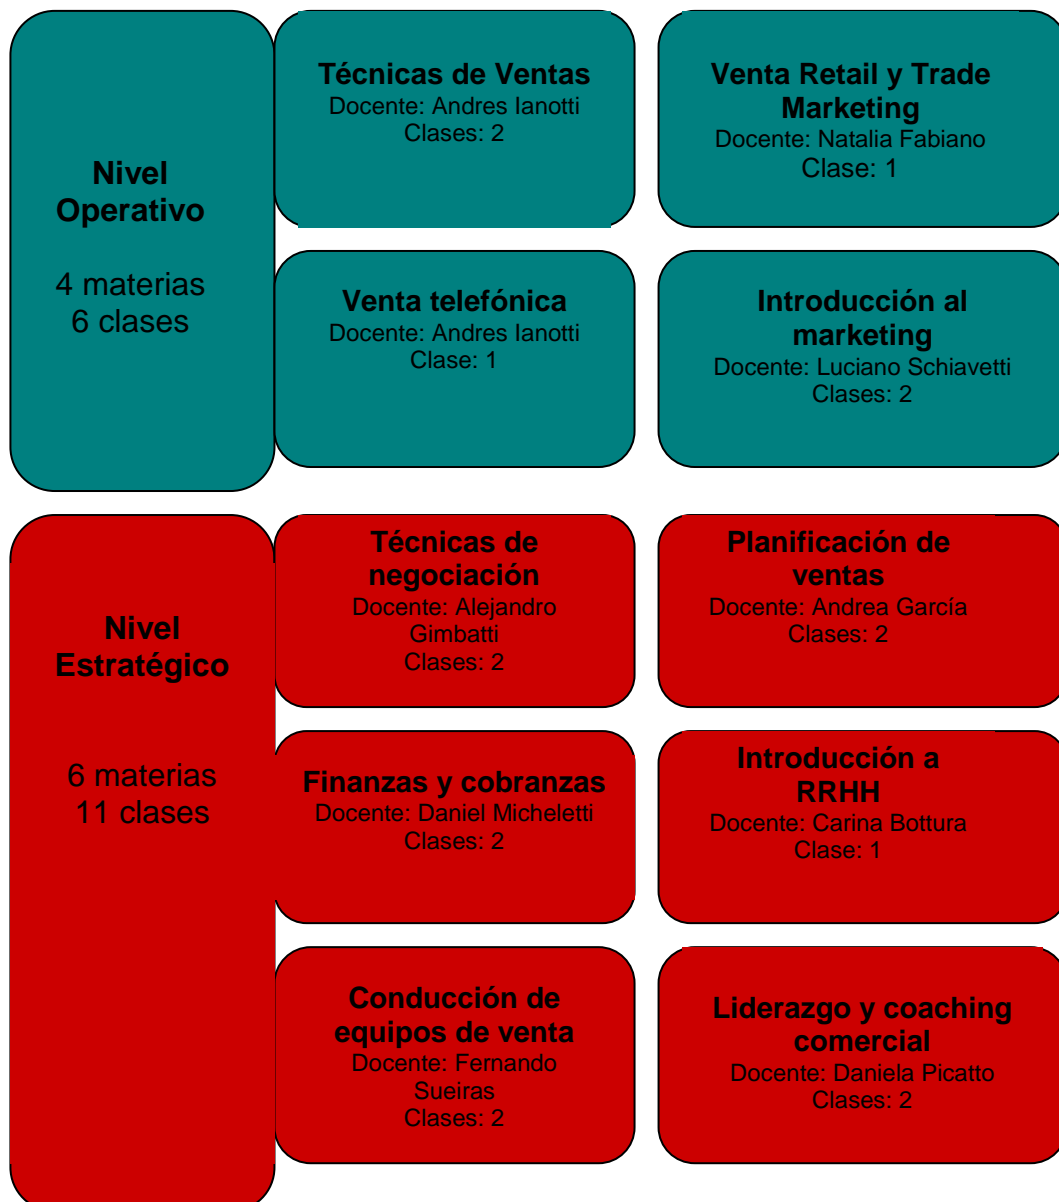 Nivel
Operativo
4 materias
6 clases
Técnicas de Ventas
Docente: Andres Ianotti
Clases: 2
Venta Retail y Trade
Marketing
Docente: Natalia Fabiano
Clase: 1
Venta telefónica
Docente: Andres Ianotti
Clase: 1
Introducción al
marketing
Docente: Luciano Schiavetti
Clases: 2
Nivel
Estratégico
6 materias
11 clases
Técnicas de
negociación
Docente: Alejandro
Gimbatti
Clases: 2
Planificación de
ventas
Docente: Andrea García
Clases: 2
Finanzas y cobranzas
Docente: Daniel Micheletti
Clases: 2
Introducción a
RRHH
Docente: Carina Bottura
Clase: 1
Conducción de
equipos de venta
Docente: Fernando
Sueiras
Clases: 2
Liderazgo y coaching
comercial
Docente: Daniela Picatto
Clases: 2